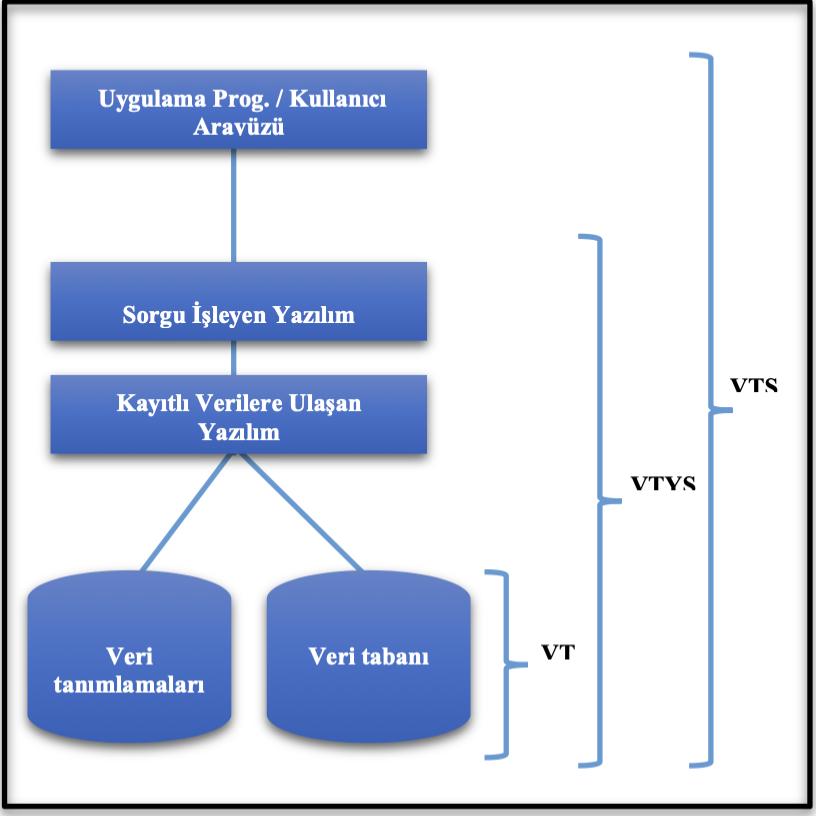 Uygulama Prog. / Kullanıcı
Aravüzü
Sorgu İşleyen Yazılım
Kayıtlı Verilere Ulaşan
Yazılım
Veri
tanımlamaları
Veri tabanı
VT
VTYS
VTS